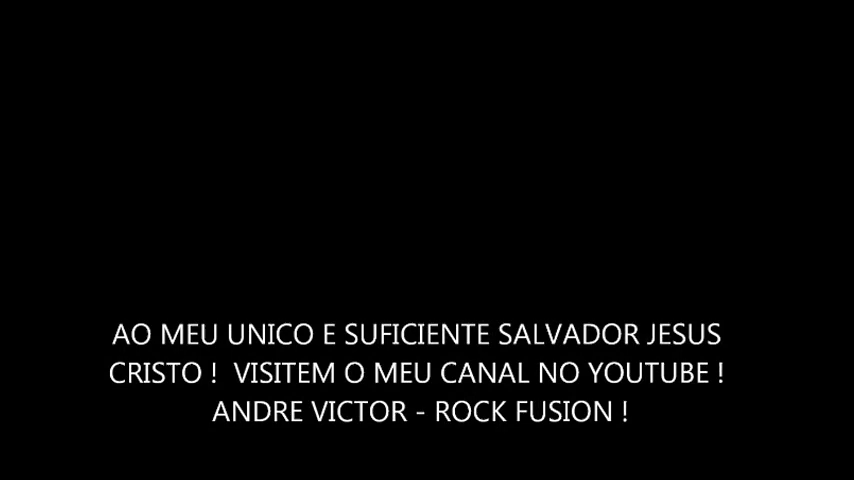 AO MEU UNICO E SUFICIENTE SALVADOR JESUS
CRISTO !  VISITEM O MEU CANAL NO YOUTUBE !
ANDRE VICTOR - ROCK FUSION !